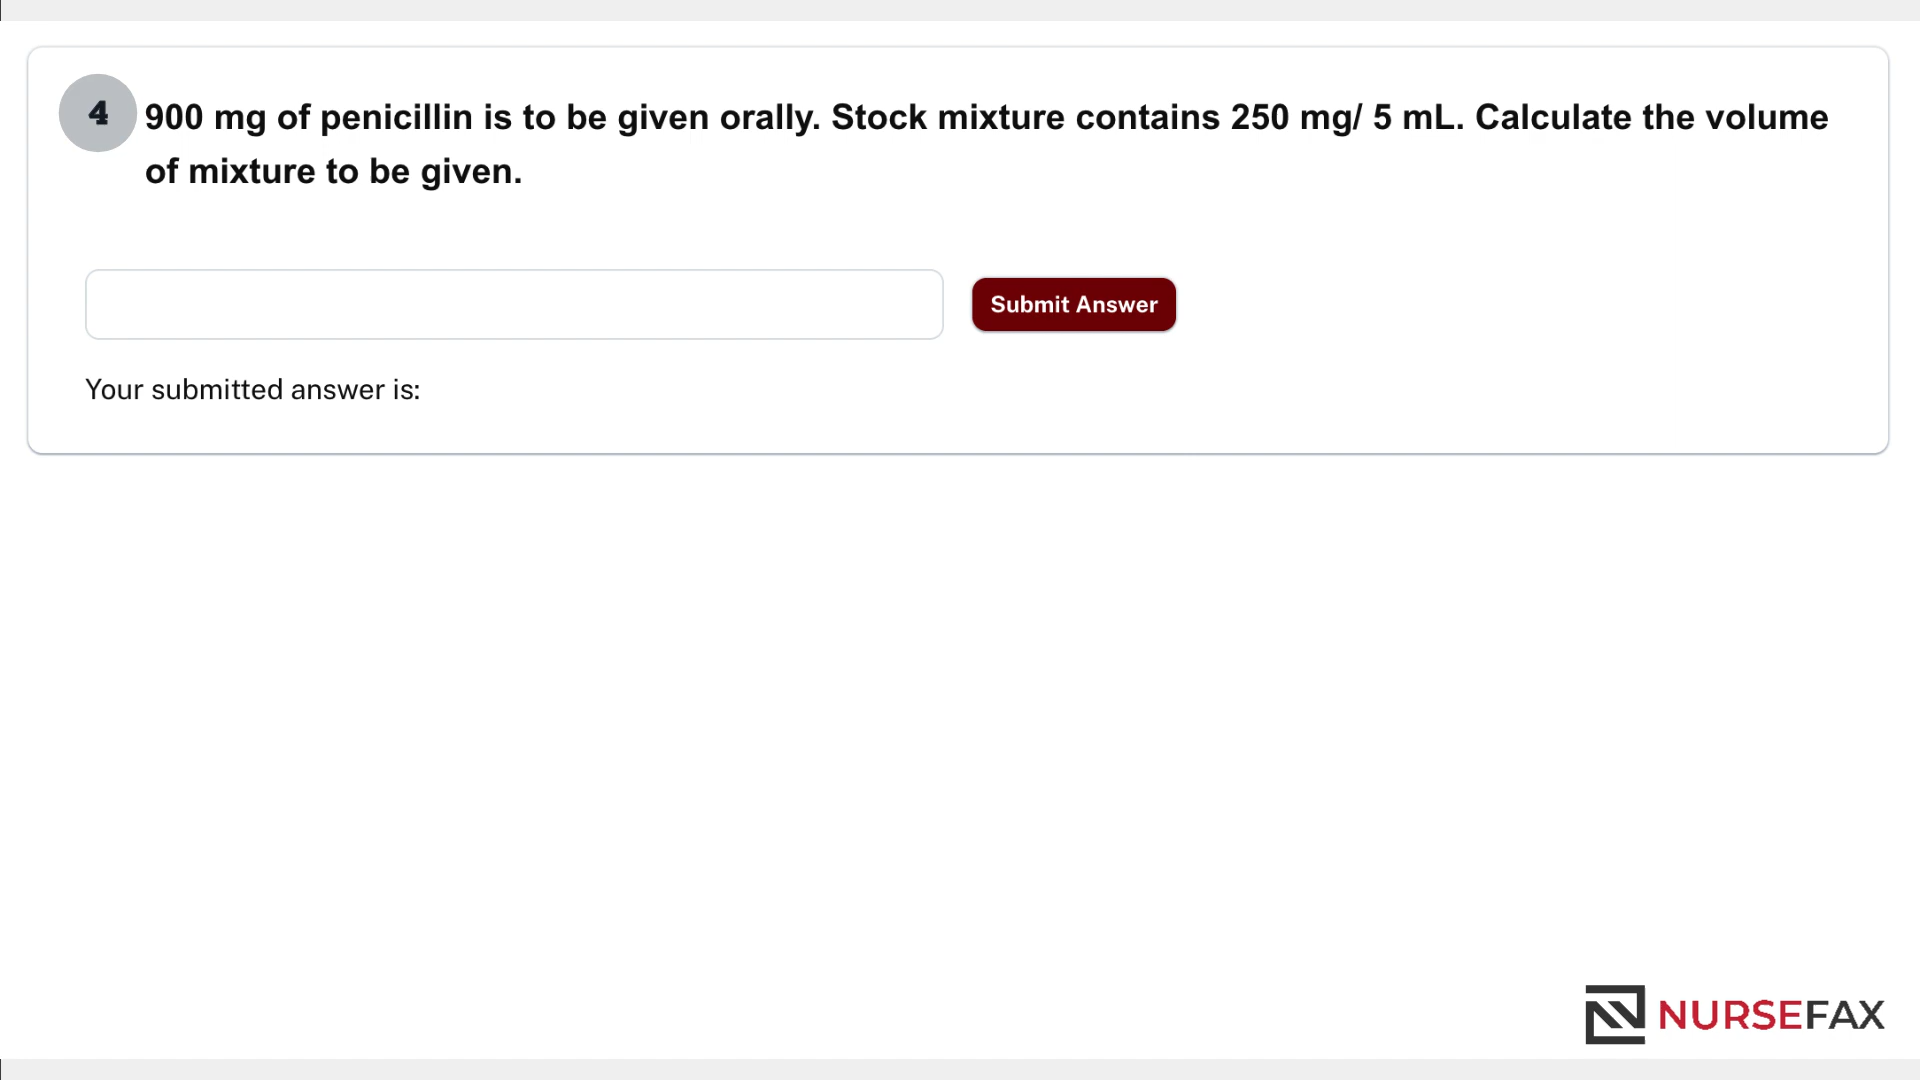 4
900 mg of penicillin is to be given orally. Stock mixture contains 250 mg/ 5 mL. Calculate the volume
of mixture to be given.
Submit Answer
Your submitted answer is:
NURSEFAX